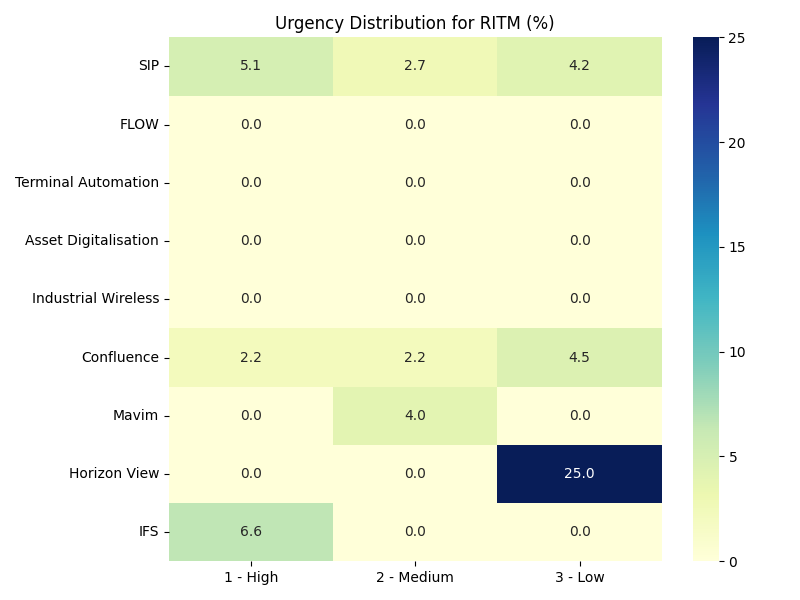 Urgency Distribution for RITM (%)
SIP 5.1 2.7 4.2
FLOW 0.0 0.0 0.0
Terminal Automation 0.0 0.0 0.0
Asset Digitalisation 0.0 0.0 0.0
Industrial Wireless 0.0 0.0 0.0
Confluence 2.2 2.2 4.5
Mavim 0.0 4.0 0.0
Horizon View 0.0 0.0 25.0
IFS 6.6 0.0 0.0
1 - High 2 - Medium 3 - Low
25
20
15
10
5
0